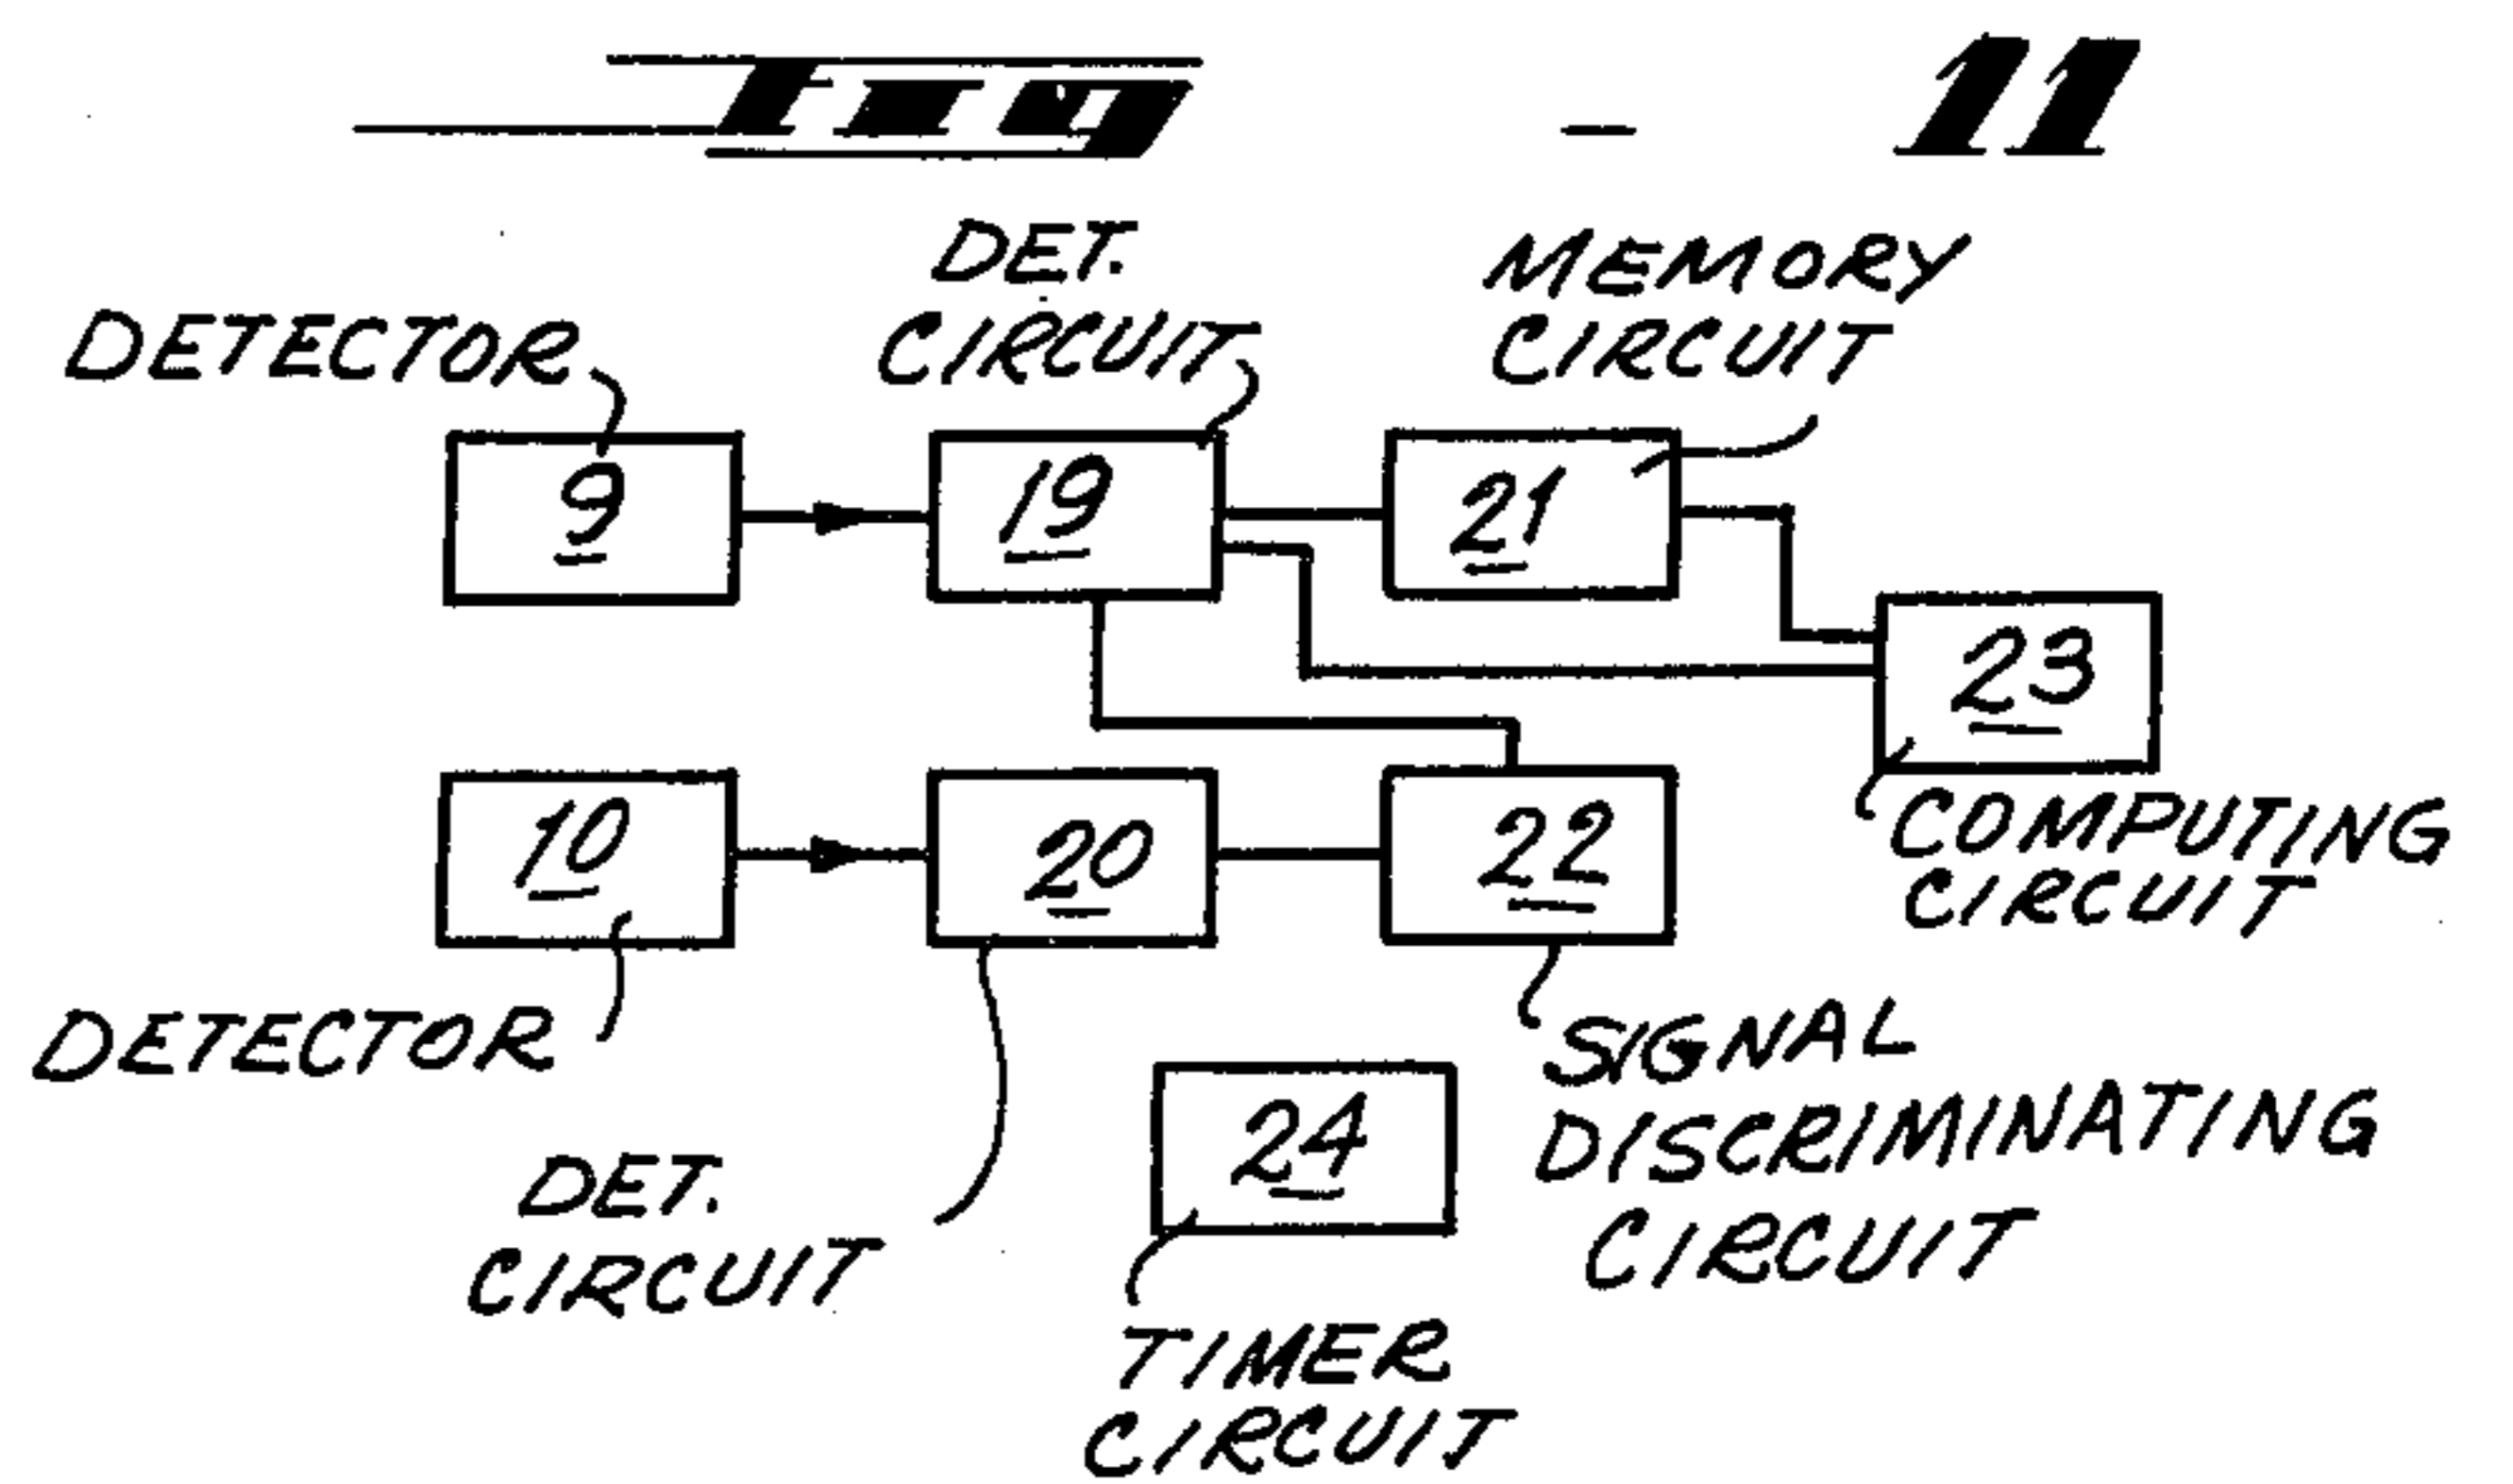 Fig - 11
DET.
CIRCUIT
MEMORY
CIRCUIT
DETECTOR
9
19
21
23
COMPUTING
CIRCUIT
10
20
22
DETECTOR
DET.
CIRCUIT
24
TIMER
CIRCUIT
SIGNAL
DISCRIMINATING
CIRCUIT